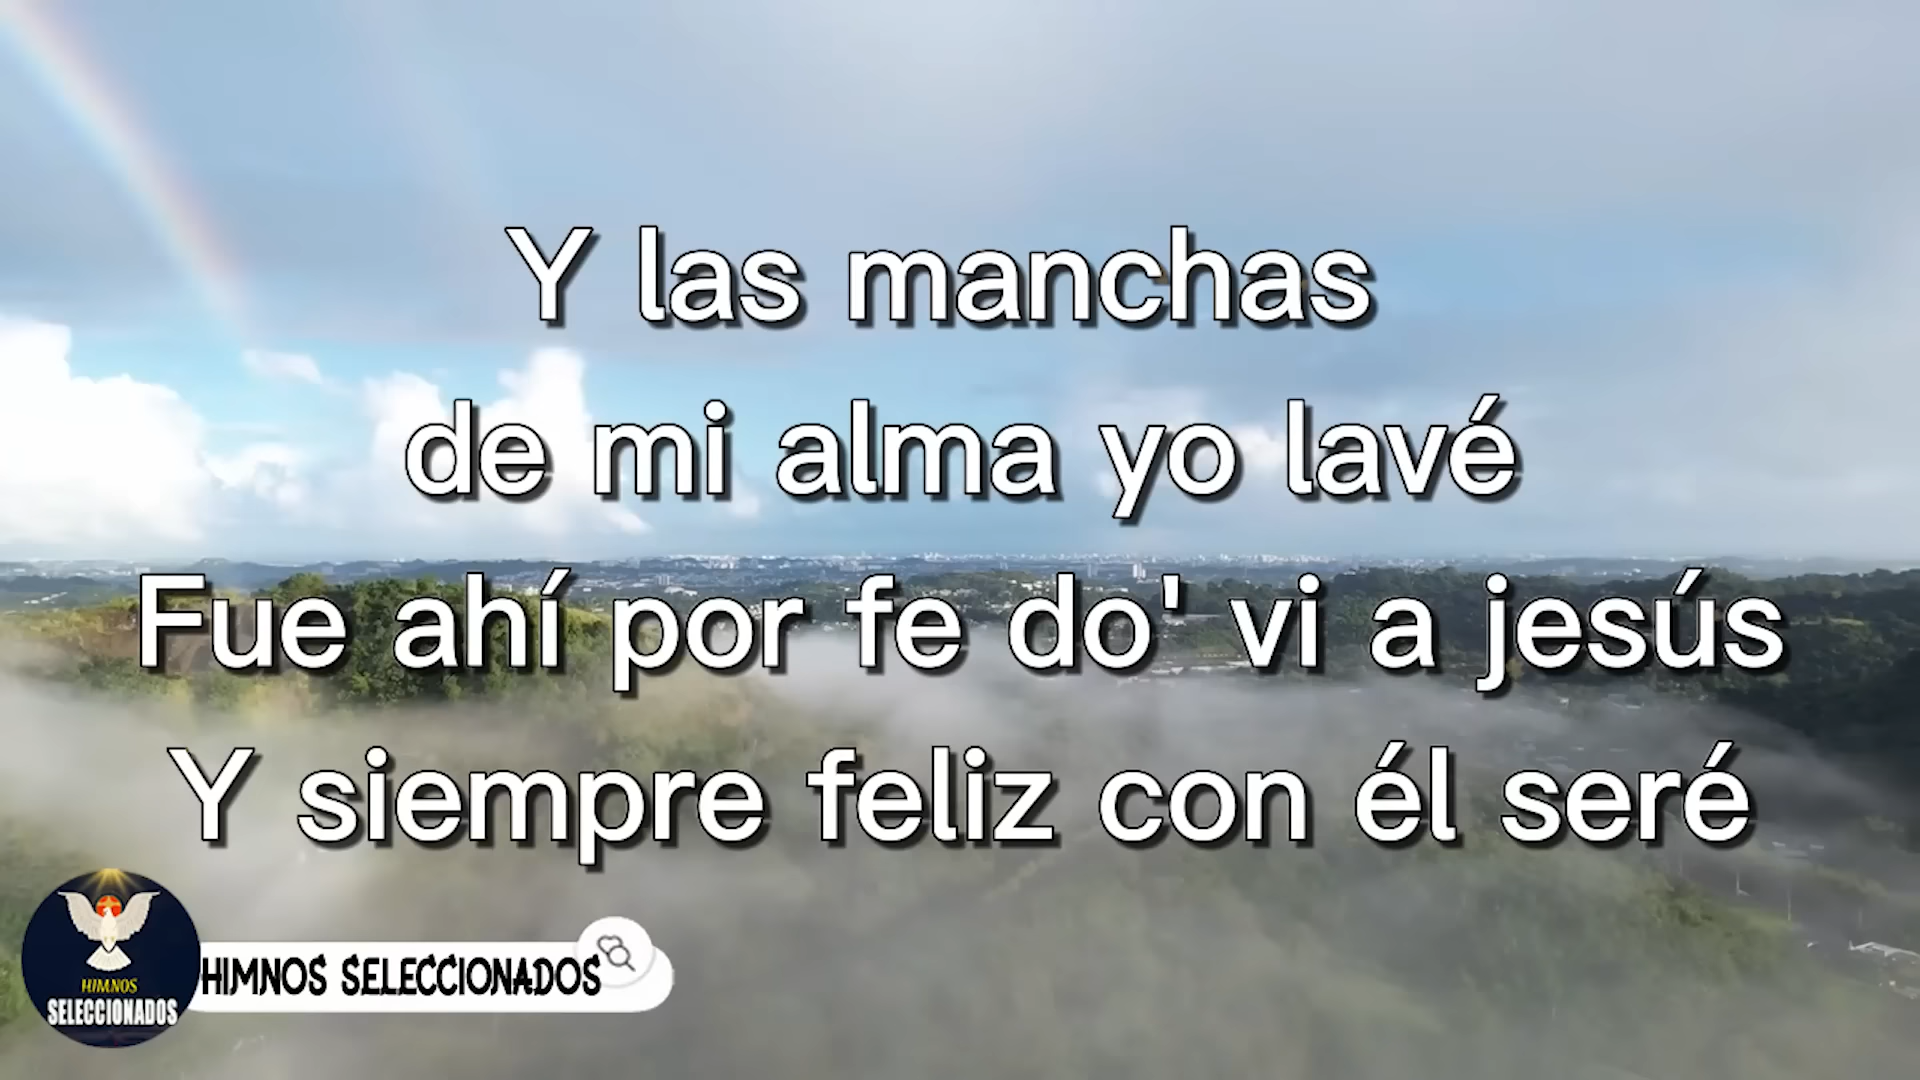 Y las manchas
de mi alma yo lavé
Fue ahí por fe do' vi a jesús
Y siempre feliz con él seré
HIMNOS
SELECCIONADOS
HIMNOS SELECCIONADOS